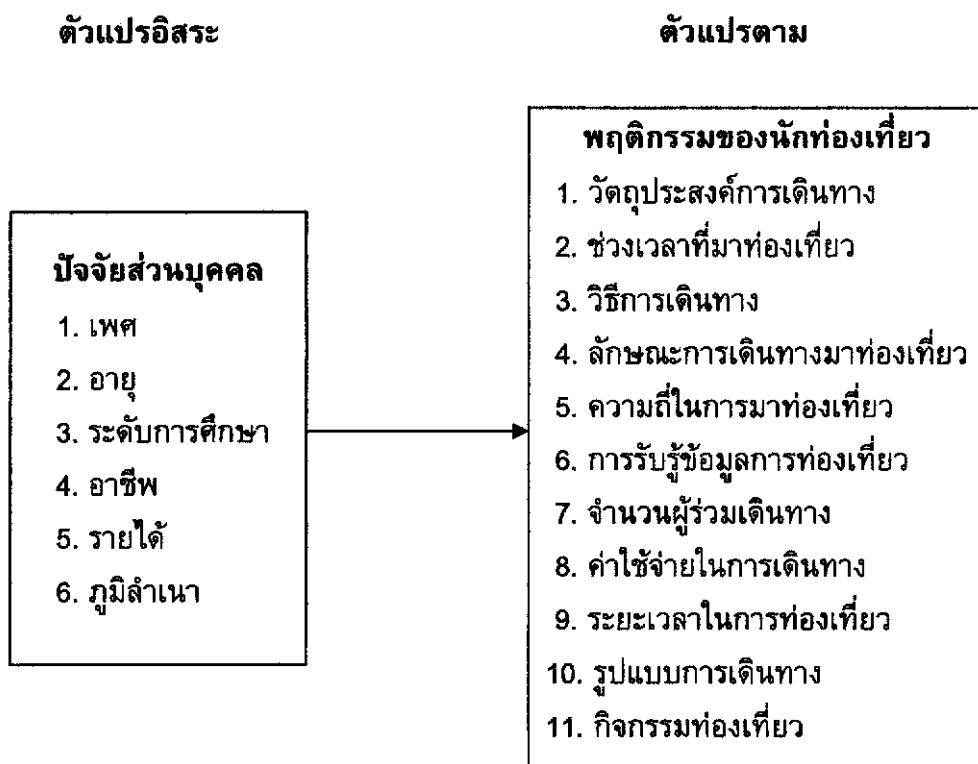 ตัวแปรอิสระ
ตัวแปรตาม
ปัจจัยส่วนบุคคล
1. เพศ
2. อายุ
3. ระดับการศึกษา
4. อาชีพ
5. รายได้
6. ภูมิลำเนา
พฤติกรรมของนักท่องเที่ยว
1. วัตถุประสงค์การเดินทาง
2. ช่วงเวลาที่มาท่องเที่ยว
3. วิธีการเดินทาง
4. ลักษณะการเดินทางมาท่องเที่ยว
5. ความถี่ในการมาท่องเที่ยว
6. การรับรู้ข้อมูลการท่องเที่ยว
7. จำนวนผู้ร่วมเดินทาง
8. ค่าใช้จ่ายในการเดินทาง
9. ระยะเวลาในการท่องเที่ยว
10. รูปแบบการเดินทาง
11. กิจกรรมท่องเที่ยว